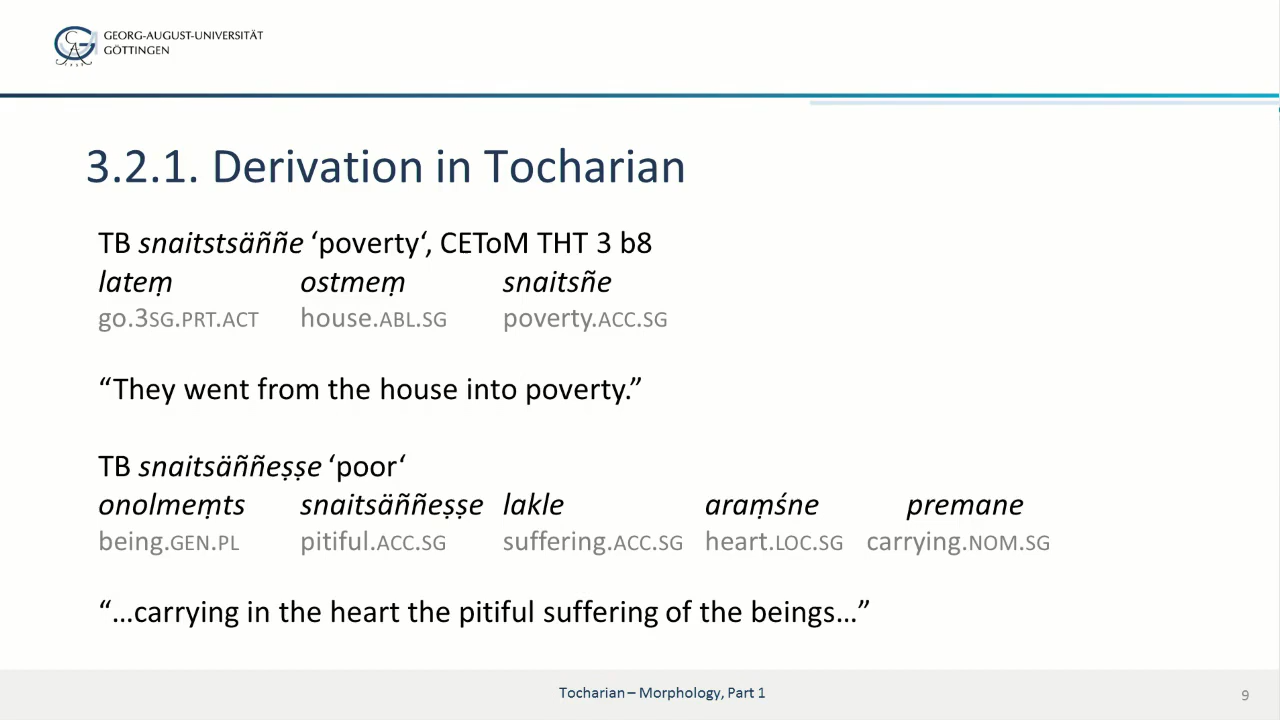 GEORG-AUGUST-UNIVERSITÄT
GÖTTINGEN
3.2.1. Derivation in Tocharian
TB snaitstsäññe ‘poverty‘, CEToM THT 3 b8
lateṃ ostmeṃ snaitsñe
go.3SG.PRT.ACT house.ABL.SG poverty.ACC.SG
“They went from the house into poverty.”
TB snaitsäññeṣṣe ‘poor‘
onolmeṃts snaitsäññeṣṣe lakle araṃśne premane
being.GEN.PL pitiful.ACC.SG suffering.ACC.SG heart.LOC.SG carrying.NOM.SG
“…carrying in the heart the pitiful suffering of the beings…”
Tocharian – Morphology, Part 1
9